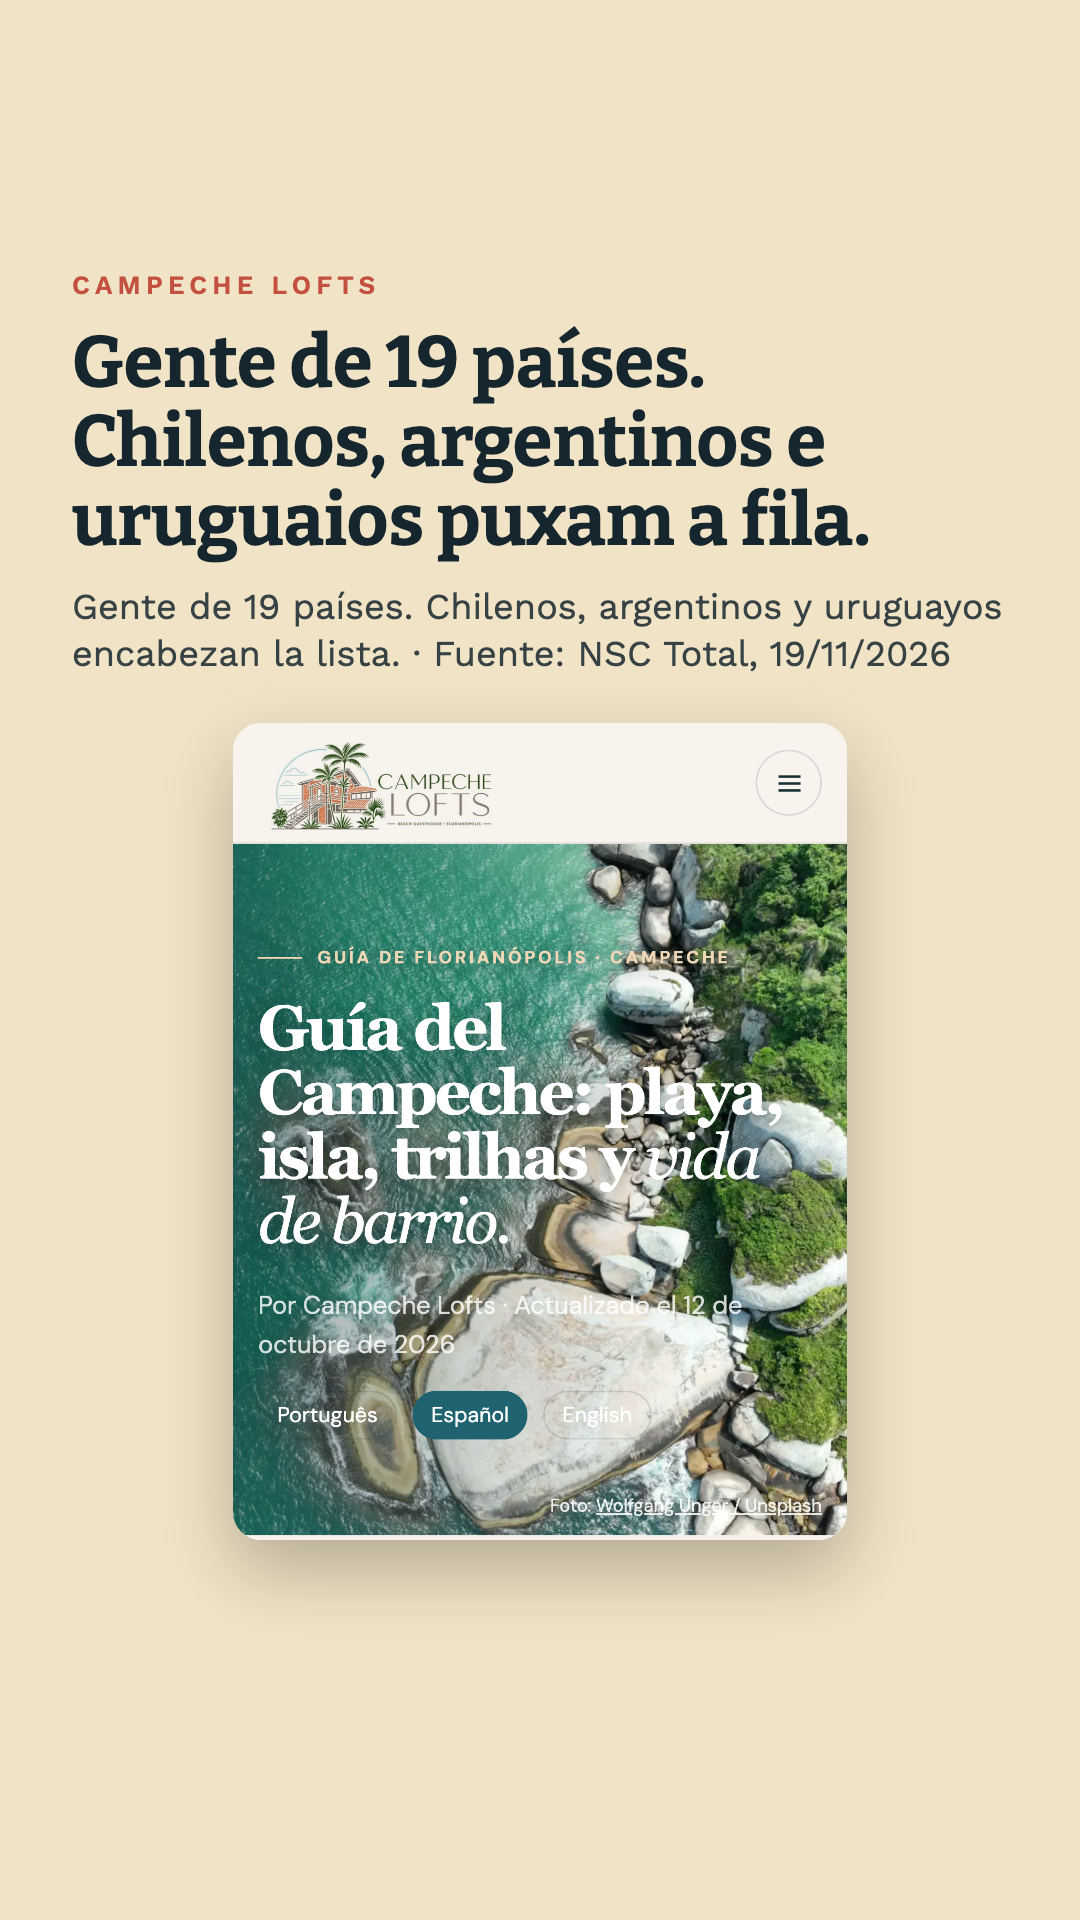 CAMPECHE LOFTS
Gente de 19 países.
Chilenos, argentinos e
uruguaios puxam a fila.
Gente de 19 países. Chilenos, argentinos y uruguayos
encabezan la lista. · Fuente: NSC Total, 19/11/2026
CAMPECHE
LOFTS
BEACH GUESTHOUSE • FLORIANÓPOLIS
GUÍA DE FLORIANÓPOLIS · CAMPECHE
Guía del
Campeche: playa,
isla, trilhas y vida
de barrio.
Por Campeche Lofts · Actualizado el 12 de
octubre de 2026
Português Español English
Foto: Wolfgang Unger / Unsplash